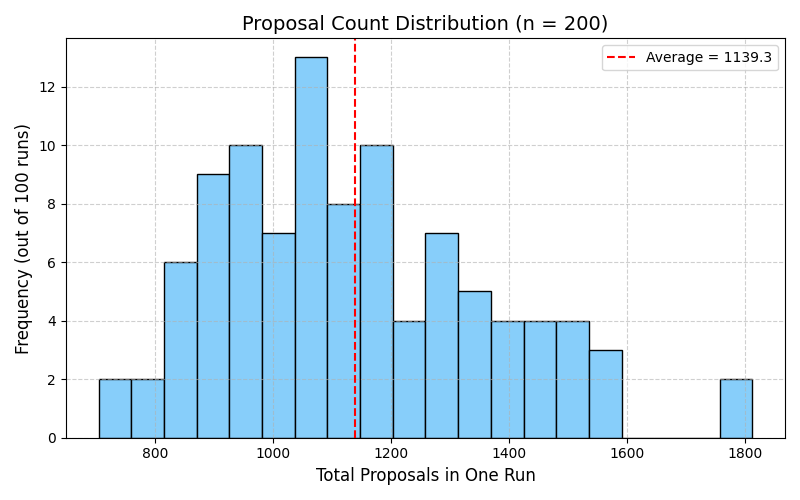 Proposal Count Distribution (n = 200)
Average = 1139.3
Frequency (out of 100 runs)
12
10
8
6
4
2
0
800 1000 1200 1400 1600 1800
Total Proposals in One Run